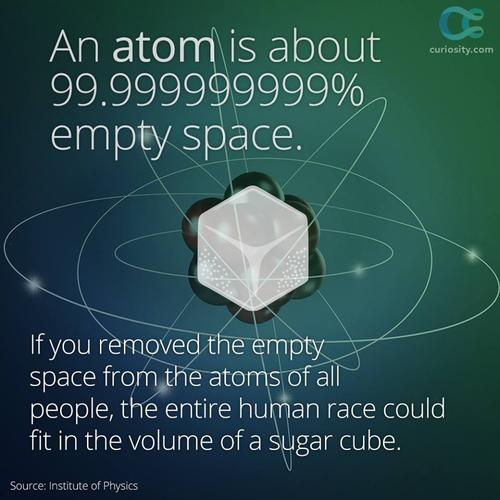 curiosity.com
An atom is about
99.999999999%
empty space.
If you removed the empty
space from the atoms of all
people, the entire human race could
fit in the volume of a sugar cube.
Source: Institute of Physics